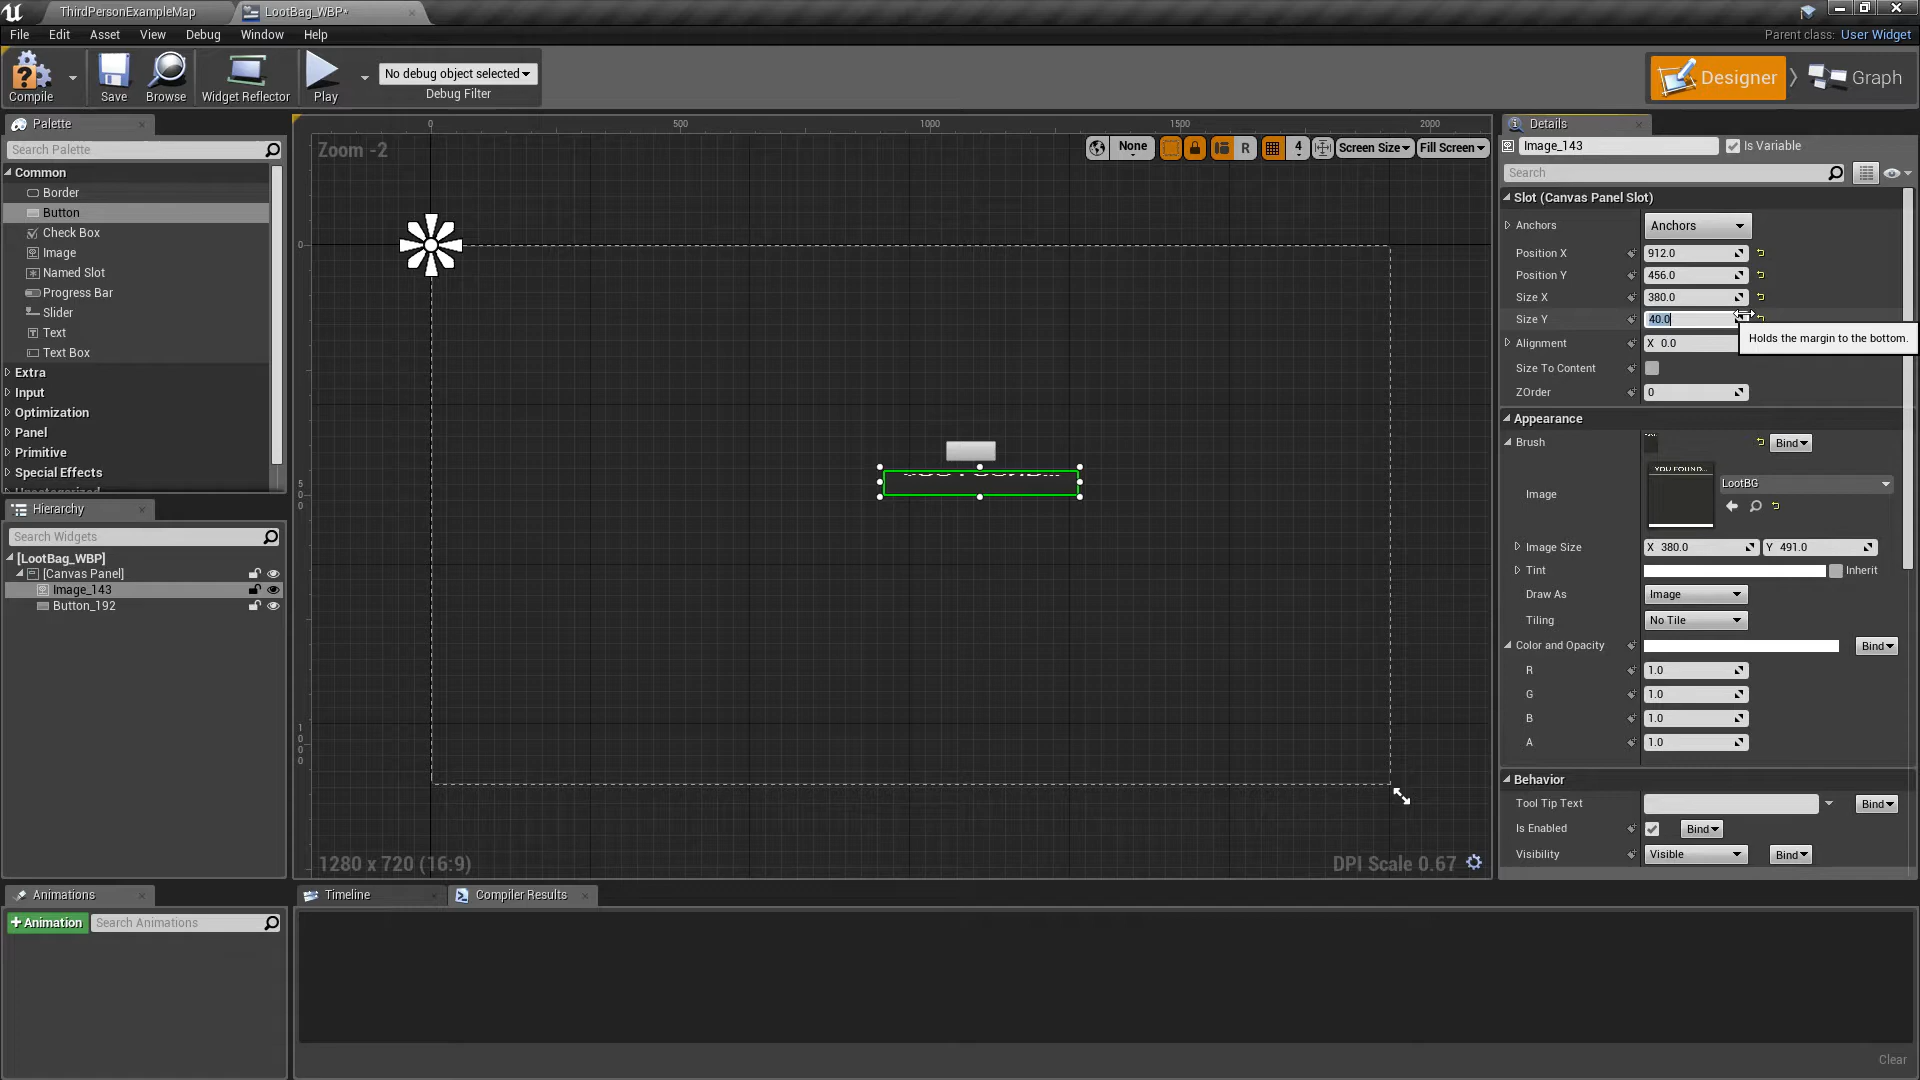 ThirdPersonExampleMap
LootBag_WBP*
File Edit Asset View Debug Window Help
Parent class: User Widget
Compile
Save
Browse
Widget Reflector
Play
No debug object selected
Debug Filter
Designer
Graph
Palette
Search Palette
Common
Border
Button
Check Box
Image
Named Slot
Progress Bar
Slider
Text
Text Box
Extra
Input
Optimization
Panel
Primitive
Special Effects
Hierarchy
Search Widgets
[LootBag_WBP]
[Canvas Panel]
Image_143
Button_192
Animations
+Animation
Search Animations
0 500 1000 1500 2000
Zoom -2
None
R
4
Screen Size
Fill Screen
0
500
1000
1280 x 720 (16:9)
DPI Scale 0.67
Timeline
Compiler Results
Clear
Details
Image_143
Is Variable
Search
Slot (Canvas Panel Slot)
Anchors Anchors
Position X 912.0
Position Y 456.0
Size X 380.0
Size Y 40.0
Holds the margin to the bottom.
Alignment X 0.0
Size To Content
ZOrder 0
Appearance
Brush Bind
YOU FOUND...
Image LootBG
Image Size X 380.0 Y 491.0
Tint Inherit
Draw As Image
Tiling No Tile
Color and Opacity Bind
R 1.0
G 1.0
B 1.0
A 1.0
Behavior
Tool Tip Text Bind
Is Enabled Bind
Visibility Visible Bind